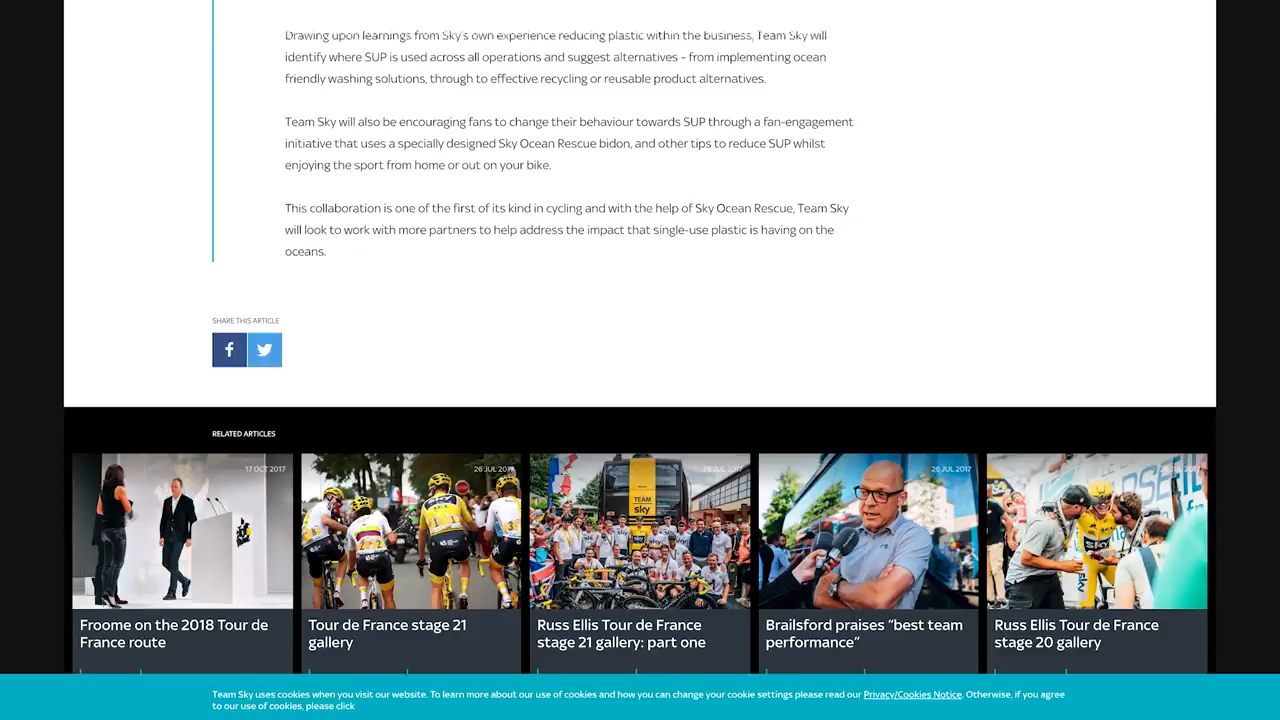 Drawing upon learnings from Sky's own experience reducing plastic within the business, Team Sky will
identify where SUP is used across all operations and suggest alternatives – from implementing ocean
friendly washing solutions, through to effective recycling or reusable product alternatives.
Team Sky will also be encouraging fans to change their behaviour towards SUP through a fan-engagement
initiative that uses a specially designed Sky Ocean Rescue bidon, and other tips to reduce SUP whilst
enjoying the sport from home or out on your bike.
This collaboration is one of the first of its kind in cycling and with the help of Sky Ocean Rescue, Team Sky
will look to work with more partners to help address the impact that single-use plastic is having on the
oceans.
SHARE THIS ARTICLE
RELATED ARTICLES
17 OCT 2017
26 JUL 2017
JUL 2017
26 JUL 2017
TEAM
sky
SKY
Froome on the 2018 Tour de
France route
Tour de France stage 21
gallery
Russ Ellis Tour de France
stage 21 gallery: part one
Brailsford praises “best team
performance”
Russ Ellis Tour de France
stage 20 gallery
Team Sky uses cookies when you visit our website. To learn more about our use of cookies and how you can change your cookie settings please read our Privacy/Cookies Notice. Otherwise, if you agree
to our use of cookies, please click